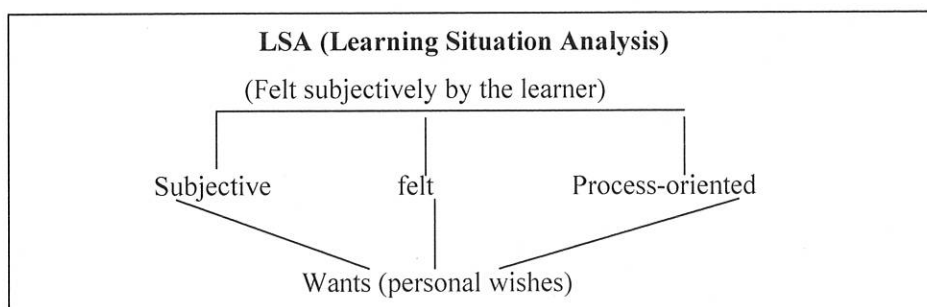 LSA (Learning Situation Analysis)
(Felt subjectively by the learner)
Subjective felt Process-oriented
Wants (personal wishes)